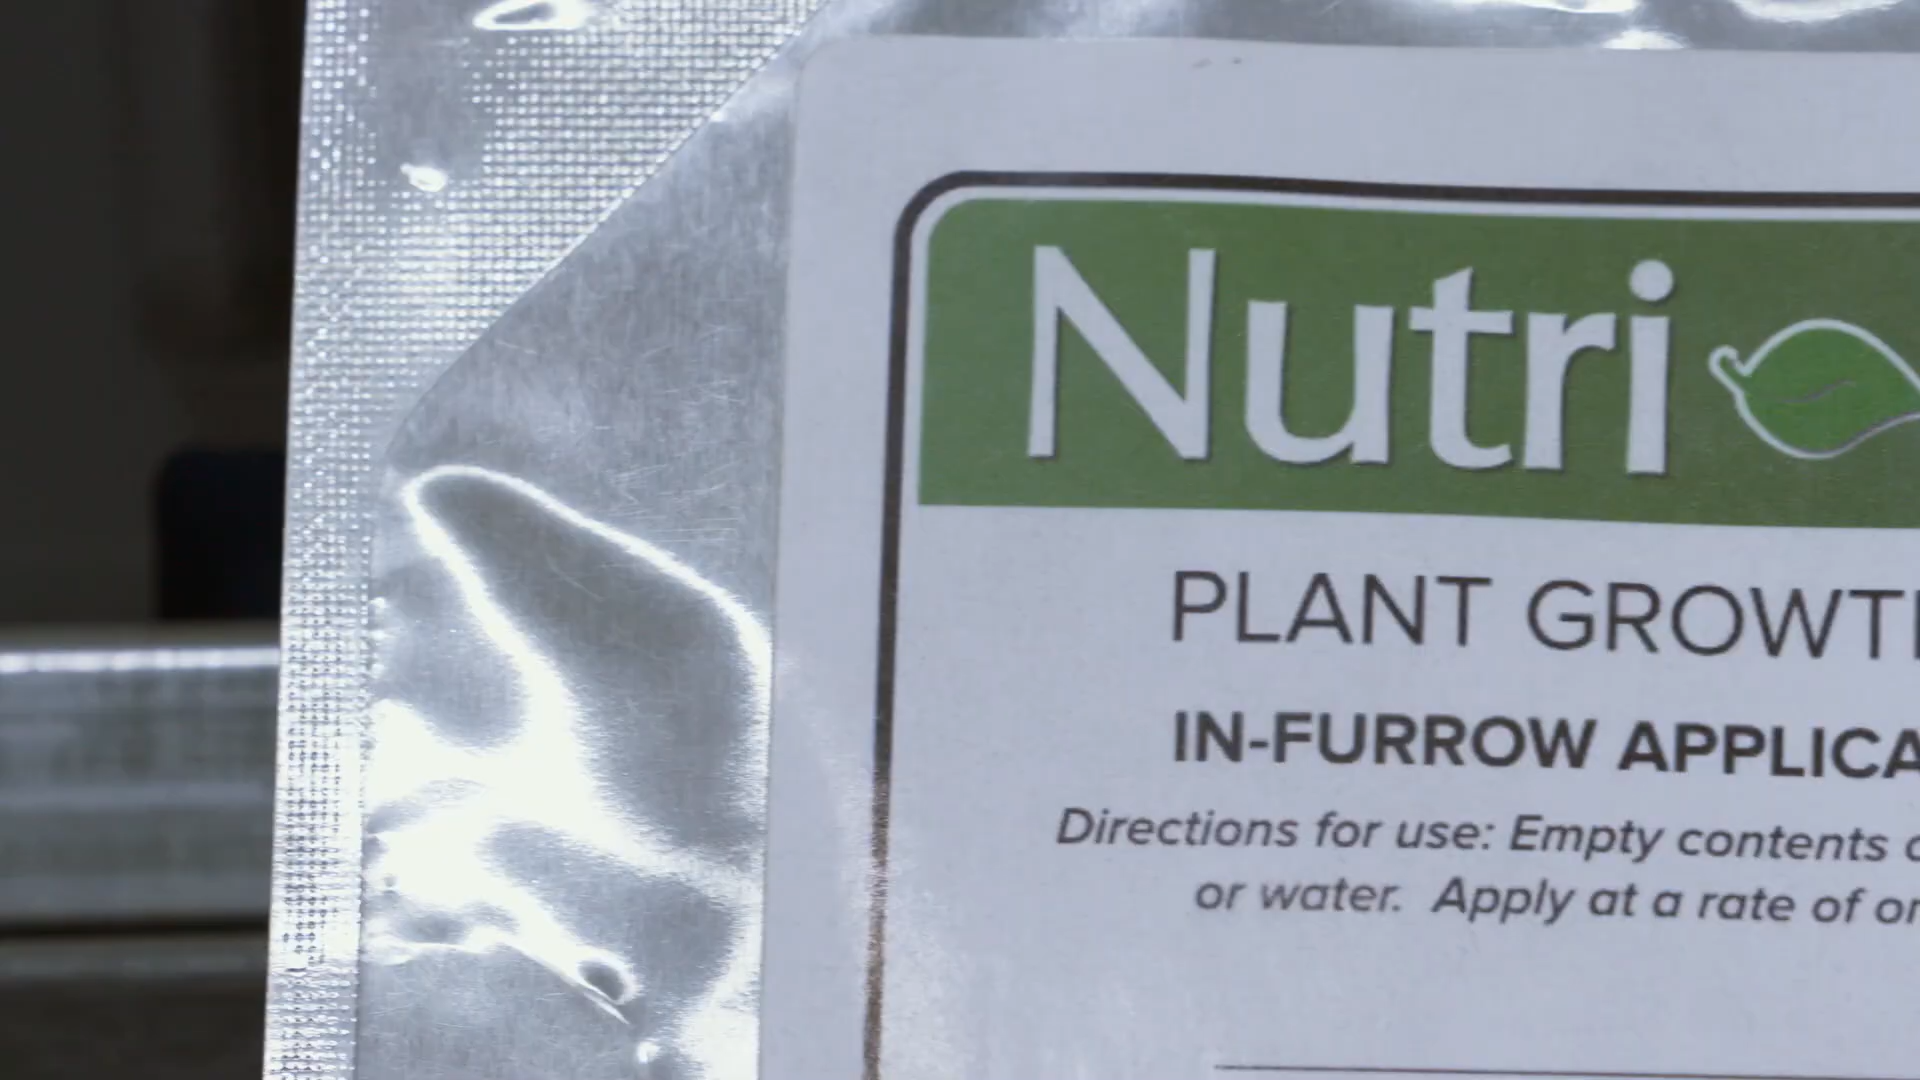 Nutri
PLANT GROWT
IN-FURROW APPLICA
Directions for use: Empty contents
or water. Apply at a rate of